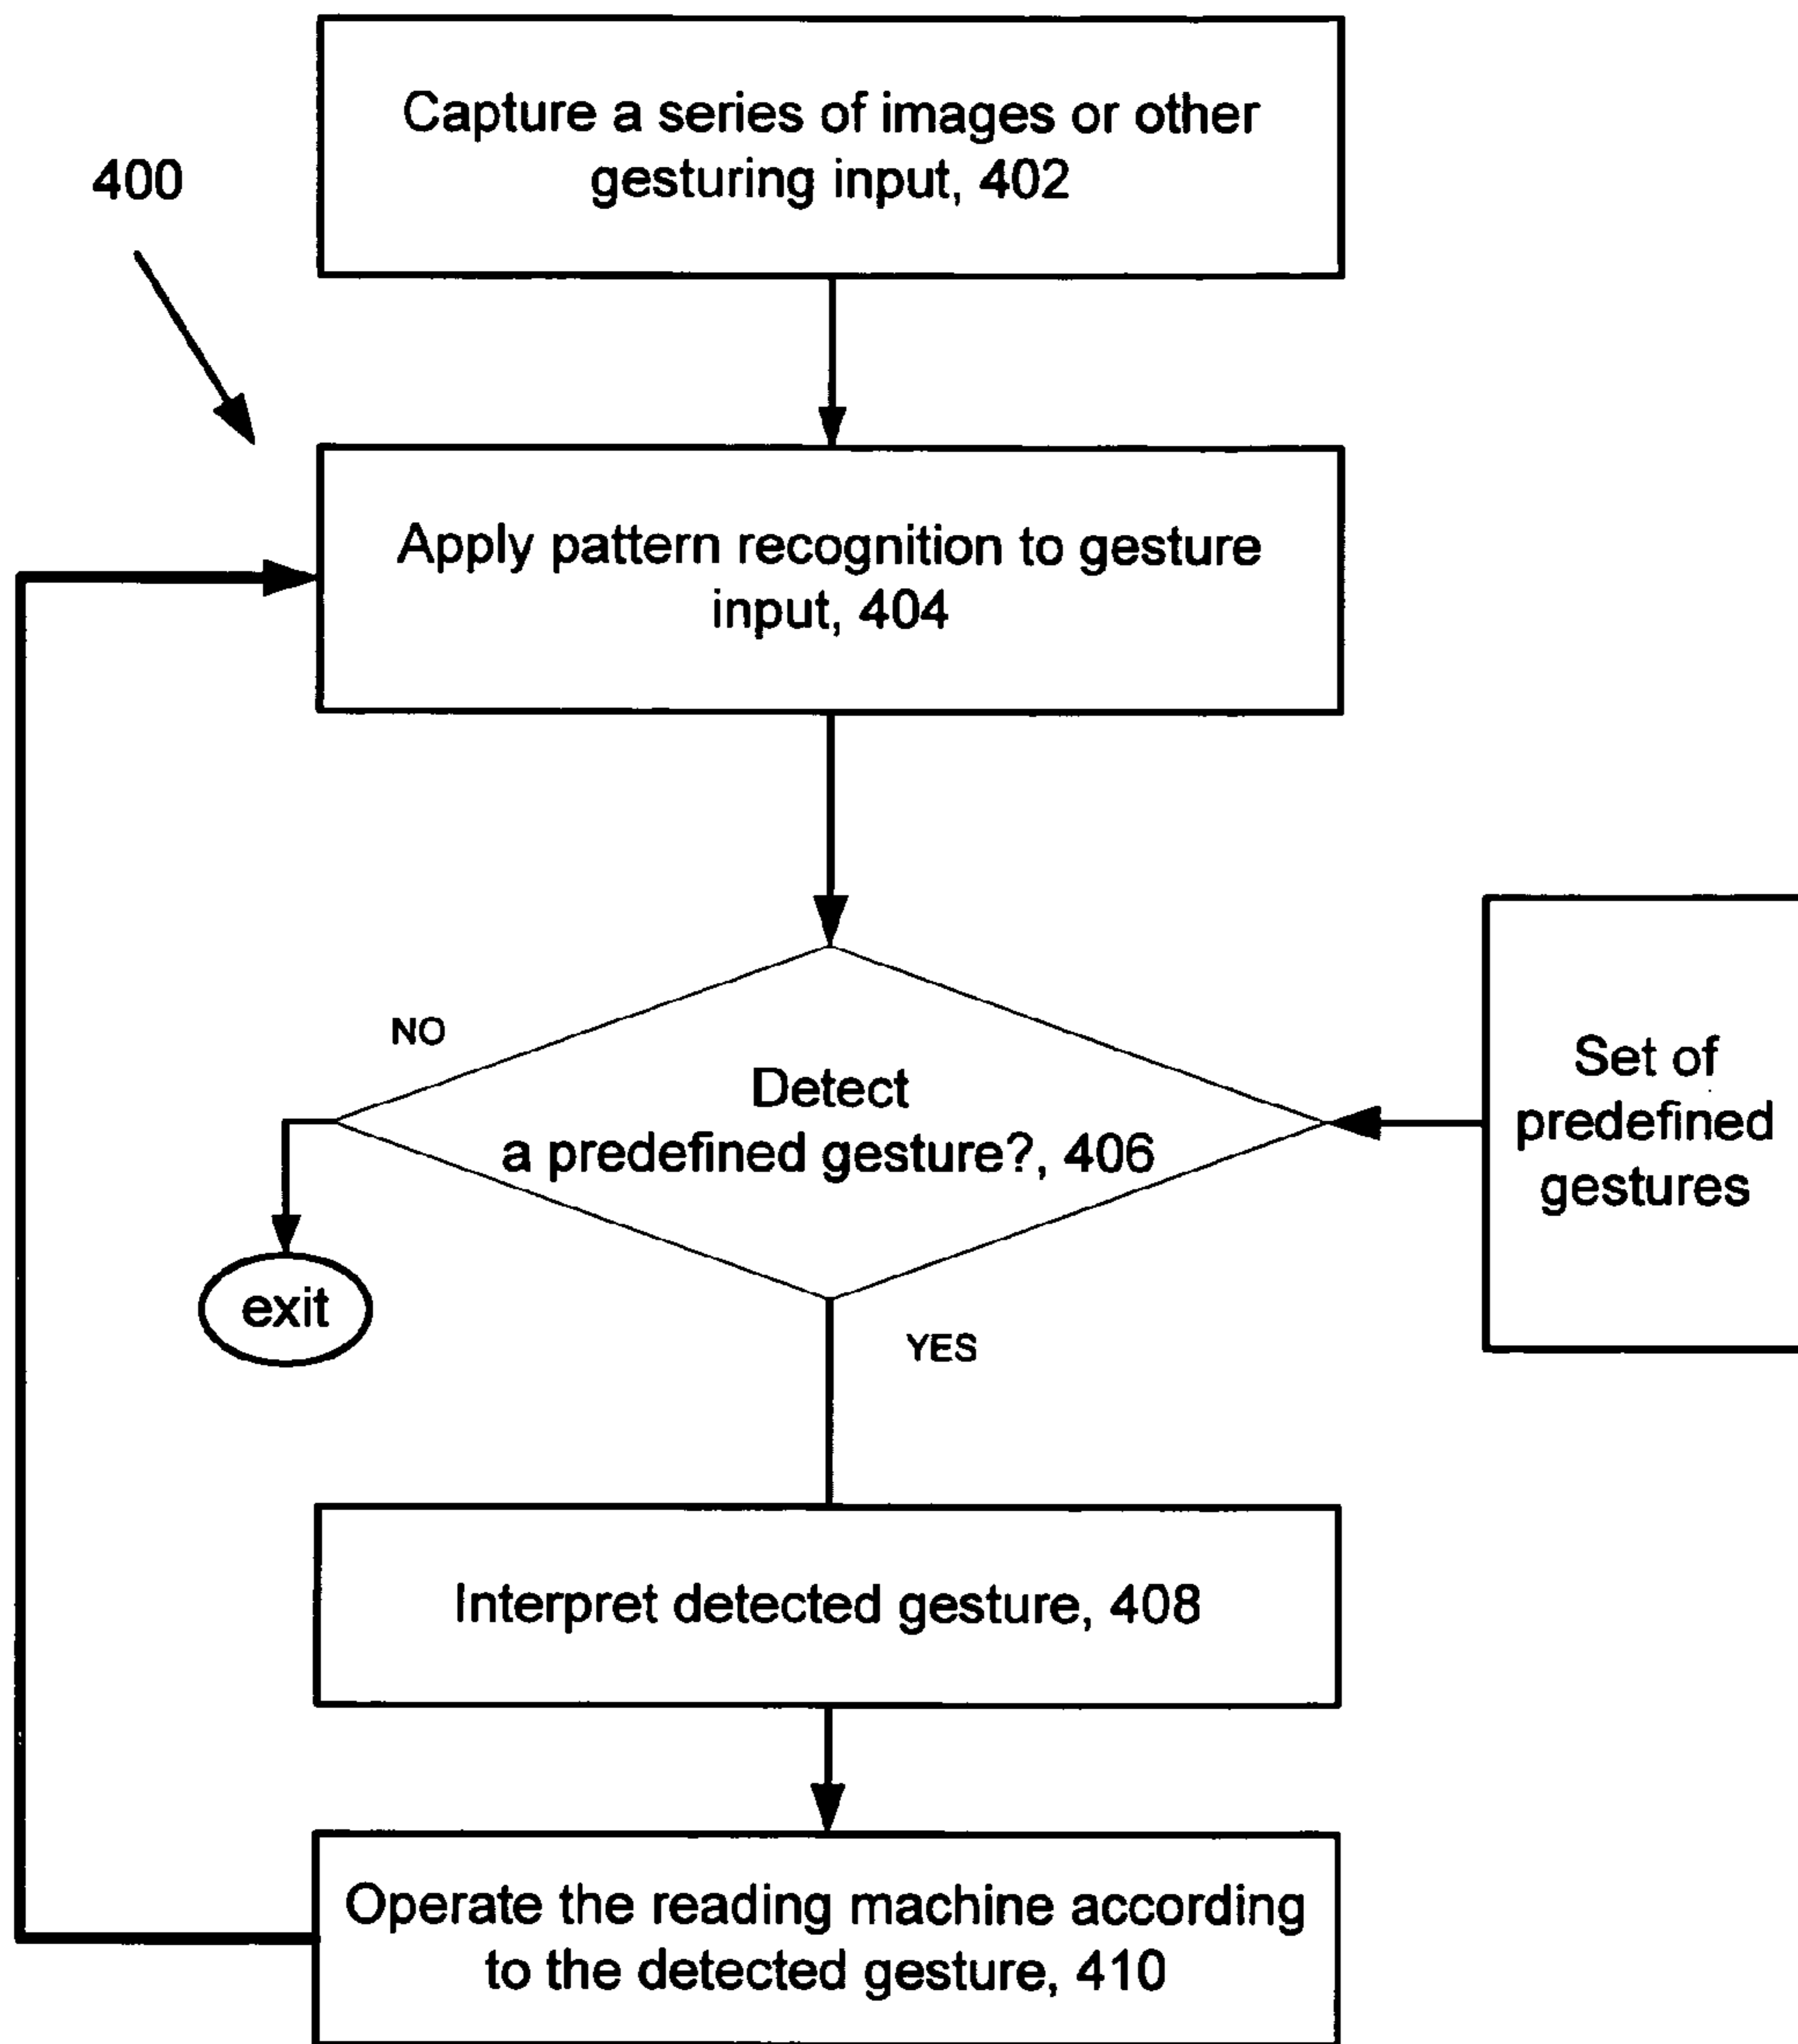 Capture a series of images or other
gesturing input, 402
400
Apply pattern recognition to gesture
input, 404
NO
Detect
a predefined gesture?, 406
Set of
predefined
gestures
exit
YES
Interpret detected gesture, 408
Operate the reading machine according
to the detected gesture, 410